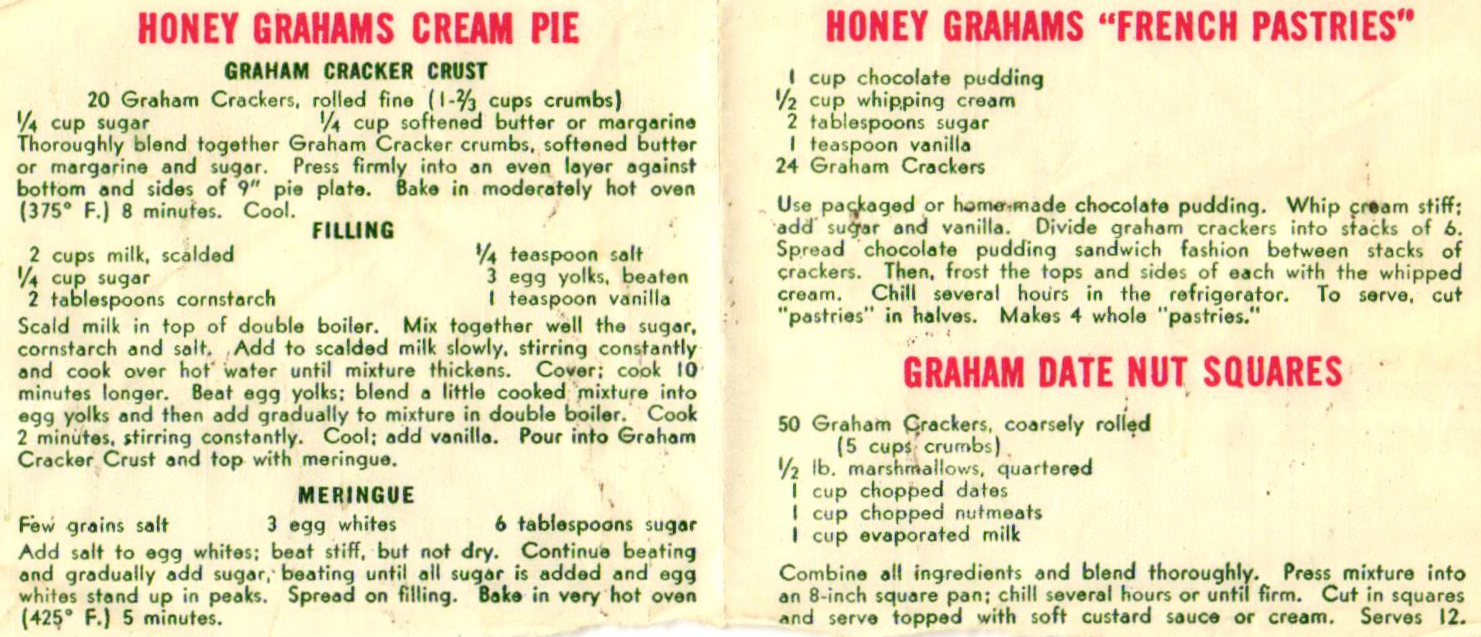 HONEY GRAHAMS CREAM PIE
GRAHAM CRACKER CRUST
20 Graham Crackers, rolled fine (1-⅔ cups crumbs)
¼ cup sugar ¼ cup softened butter or margarine
Thoroughly blend together Graham Cracker crumbs, softened butter
or margarine and sugar. Press firmly into an even layer against
bottom and sides of 9" pie plate. Bake in moderately hot oven
(375° F.) 8 minutes. Cool.
FILLING
2 cups milk, scalded ¼ teaspoon salt
¼ cup sugar 3 egg yolks, beaten
2 tablespoons cornstarch 1 teaspoon vanilla
Scald milk in top of double boiler. Mix together well the sugar,
cornstarch and salt. Add to scalded milk slowly, stirring constantly
and cook over hot water until mixture thickens. Cover; cook 10
minutes longer. Beat egg yolks; blend a little cooked mixture into
egg yolks and then add gradually to mixture in double boiler. Cook
2 minutes, stirring constantly. Cool; add vanilla. Pour into Graham
Cracker Crust and top with meringue.
MERINGUE
Few grains salt 3 egg whites 6 tablespoons sugar
Add salt to egg whites; beat stiff, but not dry. Continue beating
and gradually add sugar, beating until all sugar is added and egg
whites stand up in peaks. Spread on filling. Bake in very hot oven
(425° F.) 5 minutes.
HONEY GRAHAMS "FRENCH PASTRIES"
1 cup chocolate pudding
½ cup whipping cream
2 tablespoons sugar
1 teaspoon vanilla
24 Graham Crackers
Use packaged or home-made chocolate pudding. Whip cream stiff;
add sugar and vanilla. Divide graham crackers into stacks of 6.
Spread chocolate pudding sandwich fashion between stacks of
crackers. Then, frost the tops and sides of each with the whipped
cream. Chill several hours in the refrigerator. To serve, cut
"pastries" in halves. Makes 4 whole "pastries."
GRAHAM DATE NUT SQUARES
50 Graham Crackers, coarsely rolled
(5 cups crumbs)
½ lb. marshmallows, quartered
1 cup chopped dates
1 cup chopped nutmeats
1 cup evaporated milk
Combine all ingredients and blend thoroughly. Press mixture into
an 8-inch square pan; chill several hours or until firm. Cut in squares
and serve topped with soft custard sauce or cream. Serves 12.